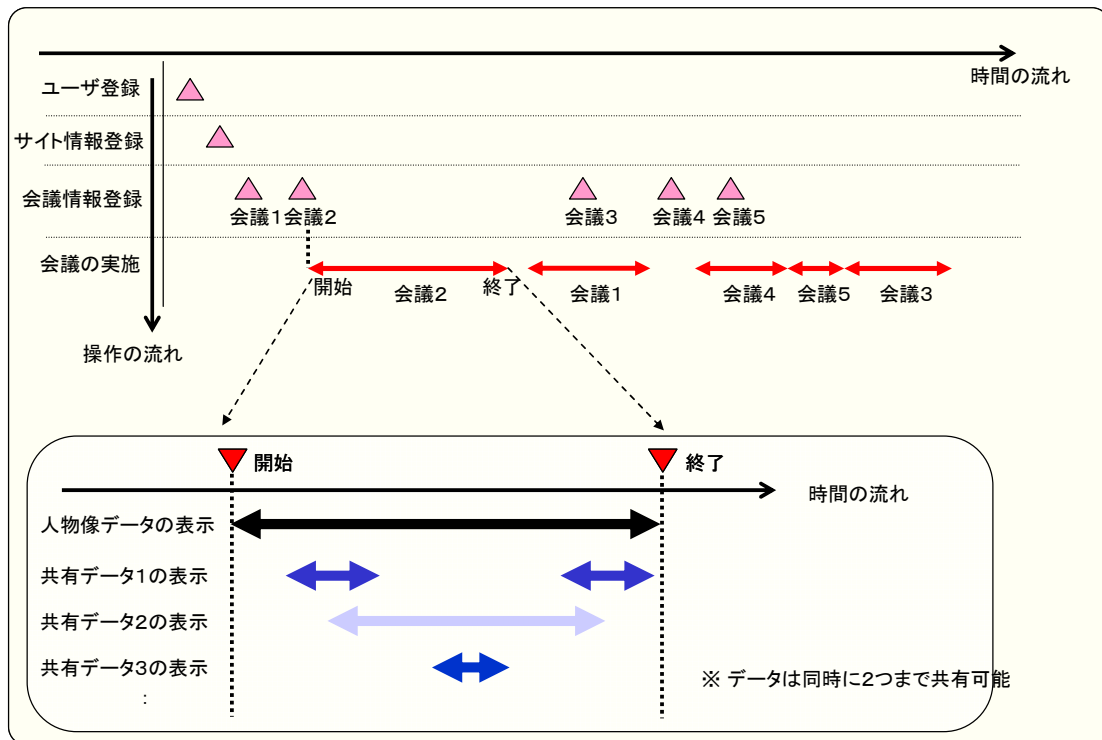 時間の流れ
ユーザ登録
サイト情報登録
会議情報登録
会議1 会議2 会議3 会議4 会議5
会議の実施
開始 会議2 終了 会議1 会議4 会議5 会議3
操作の流れ
開始 終了
時間の流れ
人物像データの表示
共有データ1の表示
共有データ2の表示
共有データ3の表示
:
※ データは同時に2つまで共有可能